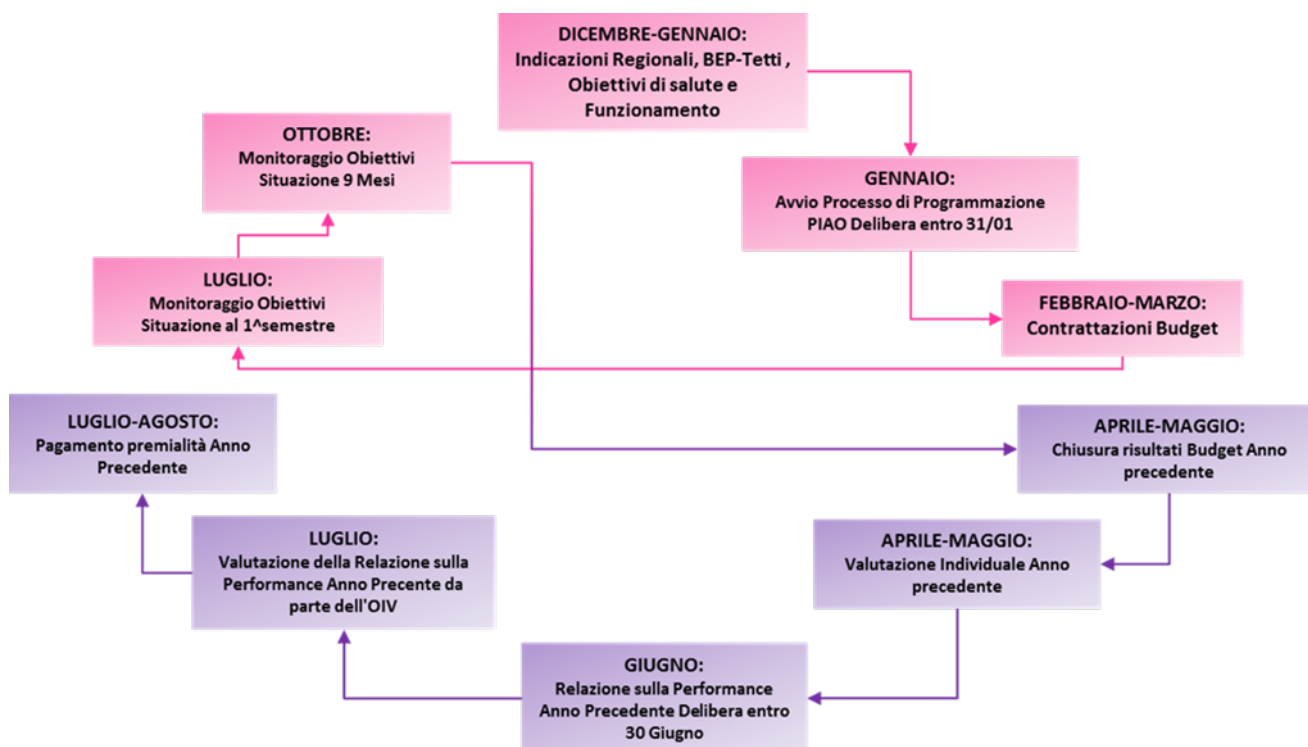 DICEMBRE-GENNAIO:
Indicazioni Regionali, BEP-Tetti ,
Obiettivi di salute e
Funzionamento
GENNAIO:
Avvio Processo di Programmazione
PIAO Delibera entro 31/01
FEBBRAIO-MARZO:
Contrattazioni Budget
LUGLIO:
Monitoraggio Obiettivi
Situazione al 1^semestre
OTTOBRE:
Monitoraggio Obiettivi
Situazione 9 Mesi
APRILE-MAGGIO:
Chiusura risultati Budget Anno
precedente
APRILE-MAGGIO:
Valutazione Individuale Anno
precedente
GIUGNO:
Relazione sulla Performance
Anno Precedente Delibera entro
30 Giugno
LUGLIO:
Valutazione della Relazione sulla
Performance Anno Precente da
parte dell'OIV
LUGLIO-AGOSTO:
Pagamento premialità Anno
Precedente